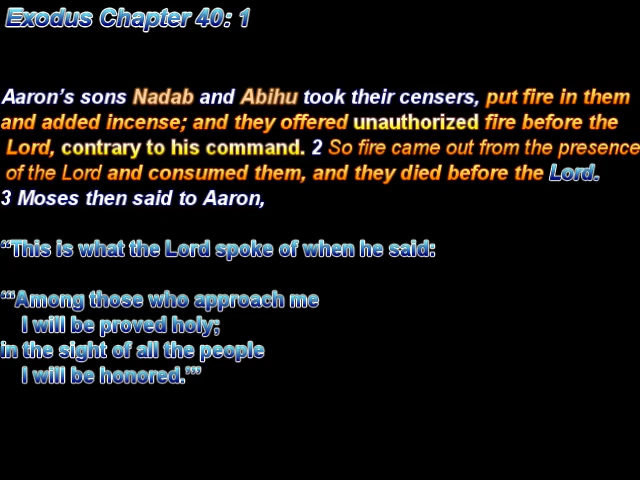 Exodus Chapter 40: 1
Aaron’s sons Nadab and Abihu took their censers, put fire in them
and added incense; and they offered unauthorized fire before the
Lord, contrary to his command. 2 So fire came out from the presence
of the Lord and consumed them, and they died before the Lord.
3 Moses then said to Aaron,
“This is what the Lord spoke of when he said:
“‘Among those who approach me
I will be proved holy;
in the sight of all the people
I will be honored.’”